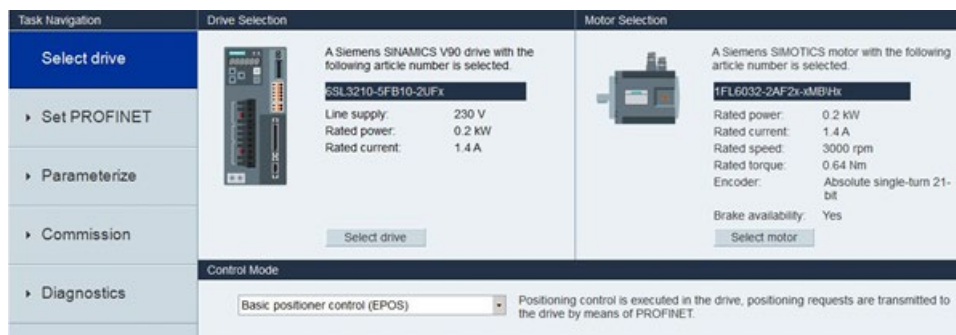 Task Navigation
Select drive
Set PROFINET
Parameterize
Commission
Diagnostics
Drive Selection
A Siemens SINAMICS V90 drive with the
following article number is selected.
6SL3210-5FB10-2UFx
Line supply: 230 V
Rated power: 0.2 kW
Rated current: 1.4 A
Select drive
Motor Selection
A Siemens SIMOTICS motor with the following
article number is selected.
1FL6032-2AF2x-xMB\Hx
Rated power: 0.2 kW
Rated current: 1.4 A
Rated speed: 3000 rpm
Rated torque: 0.64 Nm
Encoder: Absolute single-turn 21-
bit
Brake availability: Yes
Select motor
Control Mode
Basic positioner control (EPOS)
Positioning control is executed in the drive, positioning requests are transmitted to
the drive by means of PROFINET.